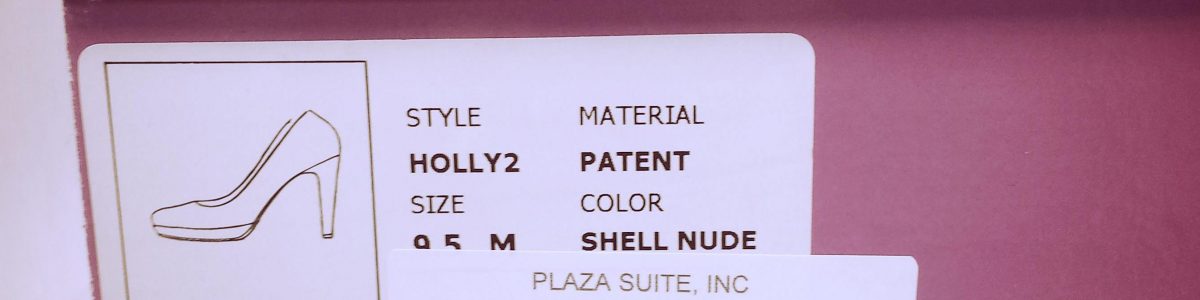 STYLE MATERIAL
HOLLY2 PATENT
SIZE COLOR
9.5 M SHELL NUDE
PLAZA SUITE, INC